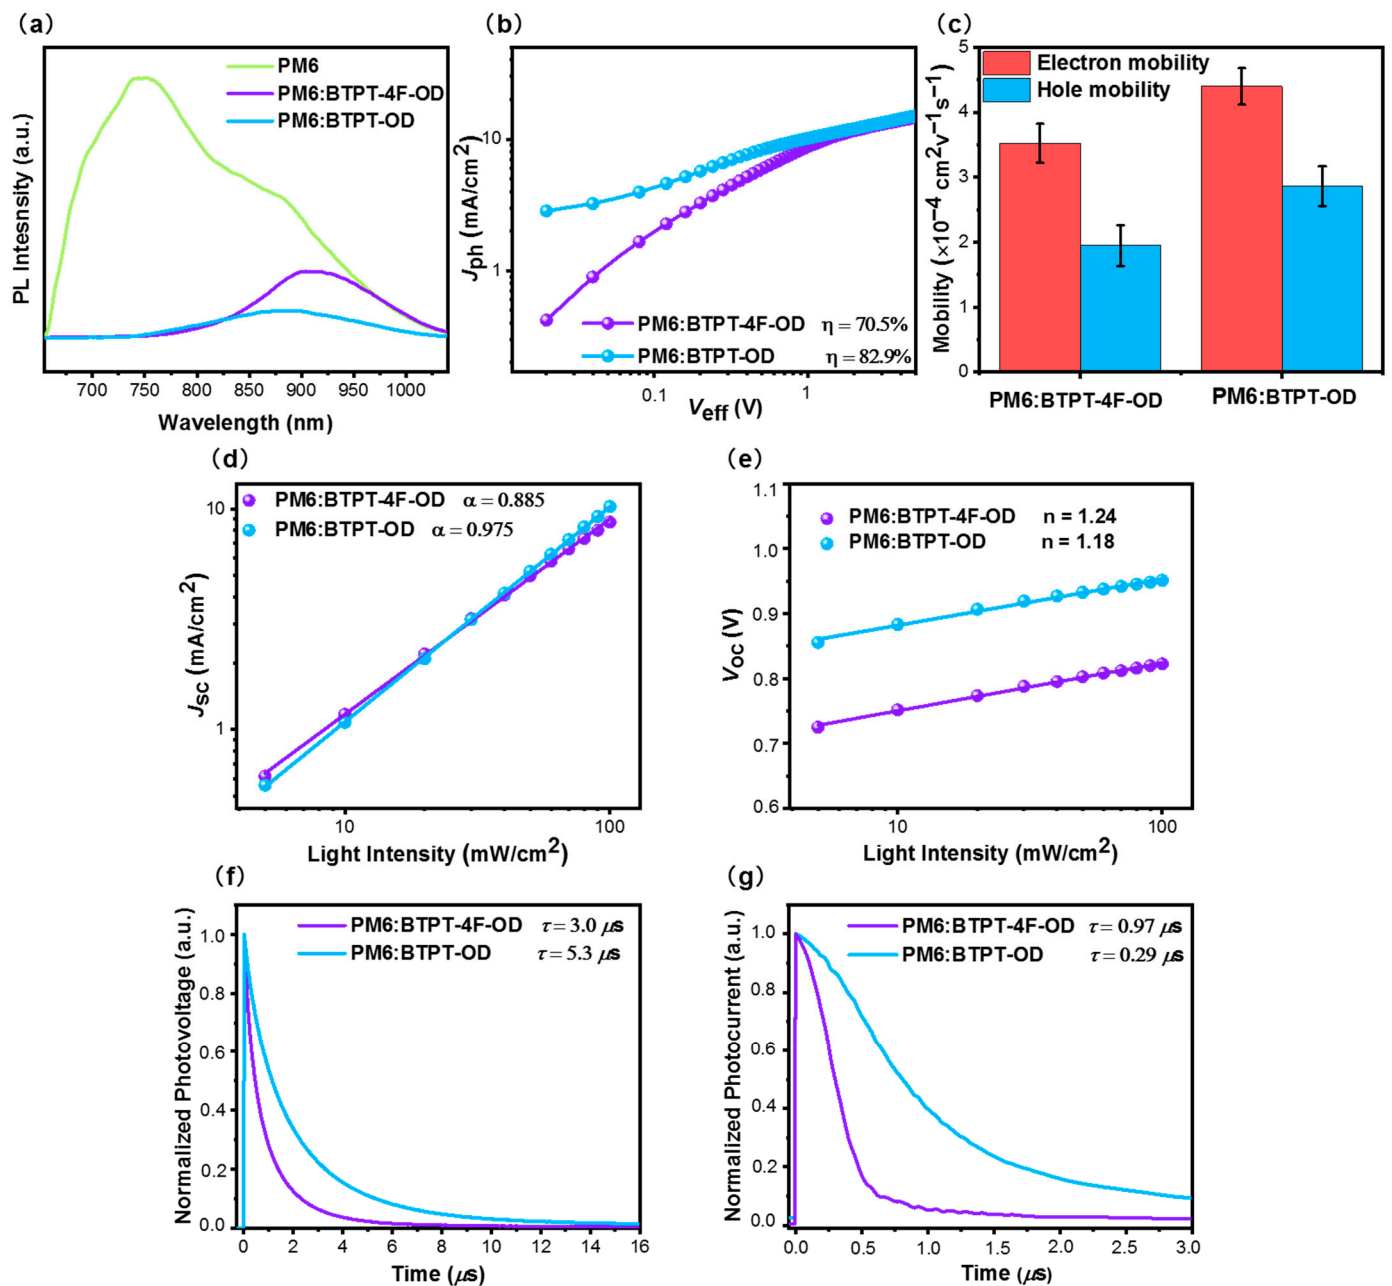 (a)
PM6
PM6:BTPT-4F-OD
PM6:BTPT-OD
PL Intesnsity (a.u.)
700 750 800 850 900 950 1000
Wavelength (nm)
(b)
10
1
Jph (mA/cm2)
PM6:BTPT-4F-OD η = 70.5%
PM6:BTPT-OD η = 82.9%
0.1 1
Veff (V)
(c)
5
4
3
2
1
0
Mobility (×10−4 cm2v−1s−1)
Electron mobility
Hole mobility
PM6:BTPT-4F-OD PM6:BTPT-OD
(d)
PM6:BTPT-4F-OD α = 0.885
PM6:BTPT-OD α = 0.975
10
1
Jsc (mA/cm2)
10 100
Light Intensity (mW/cm2)
(e)
1.1
1.0
0.9
0.8
0.7
0.6
Voc (V)
PM6:BTPT-4F-OD n = 1.24
PM6:BTPT-OD n = 1.18
10 100
Light Intensity (mW/cm2)
(f)
PM6:BTPT-4F-OD τ = 3.0 μs
PM6:BTPT-OD τ = 5.3 μs
1.0
0.8
0.6
0.4
0.2
0.0
Normalized Photovoltage (a.u.)
0 2 4 6 8 10 12 14 16
Time (μs)
(g)
PM6:BTPT-4F-OD τ = 0.97 μs
PM6:BTPT-OD τ = 0.29 μs
1.0
0.8
0.6
0.4
0.2
0.0
Normalized Photocurrent (a.u.)
0.0 0.5 1.0 1.5 2.0 2.5 3.0
Time (μs)